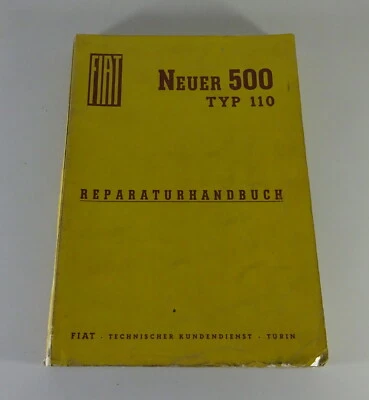 FIAT
NEUER 500
TYP 110
REPARATURHANDBUCH
FIAT - TECHNISCHER KUNDENDIENST - TURIN